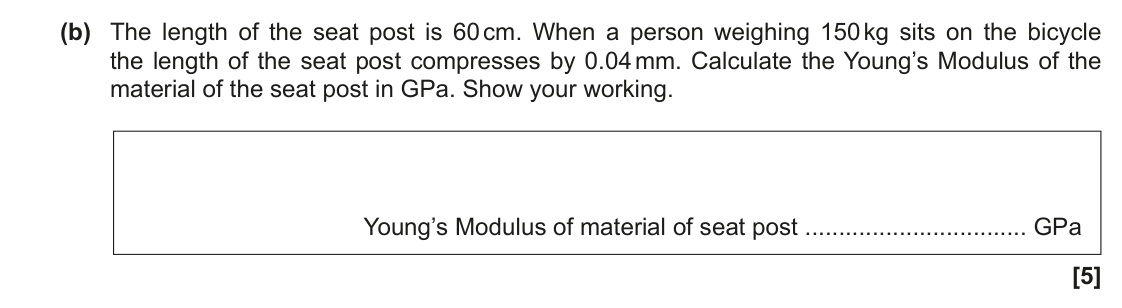 (b) The length of the seat post is 60 cm. When a person weighing 150 kg sits on the bicycle
the length of the seat post compresses by 0.04 mm. Calculate the Young's Modulus of the
material of the seat post in GPa. Show your working.
Young's Modulus of material of seat post ................................. GPa
[5]